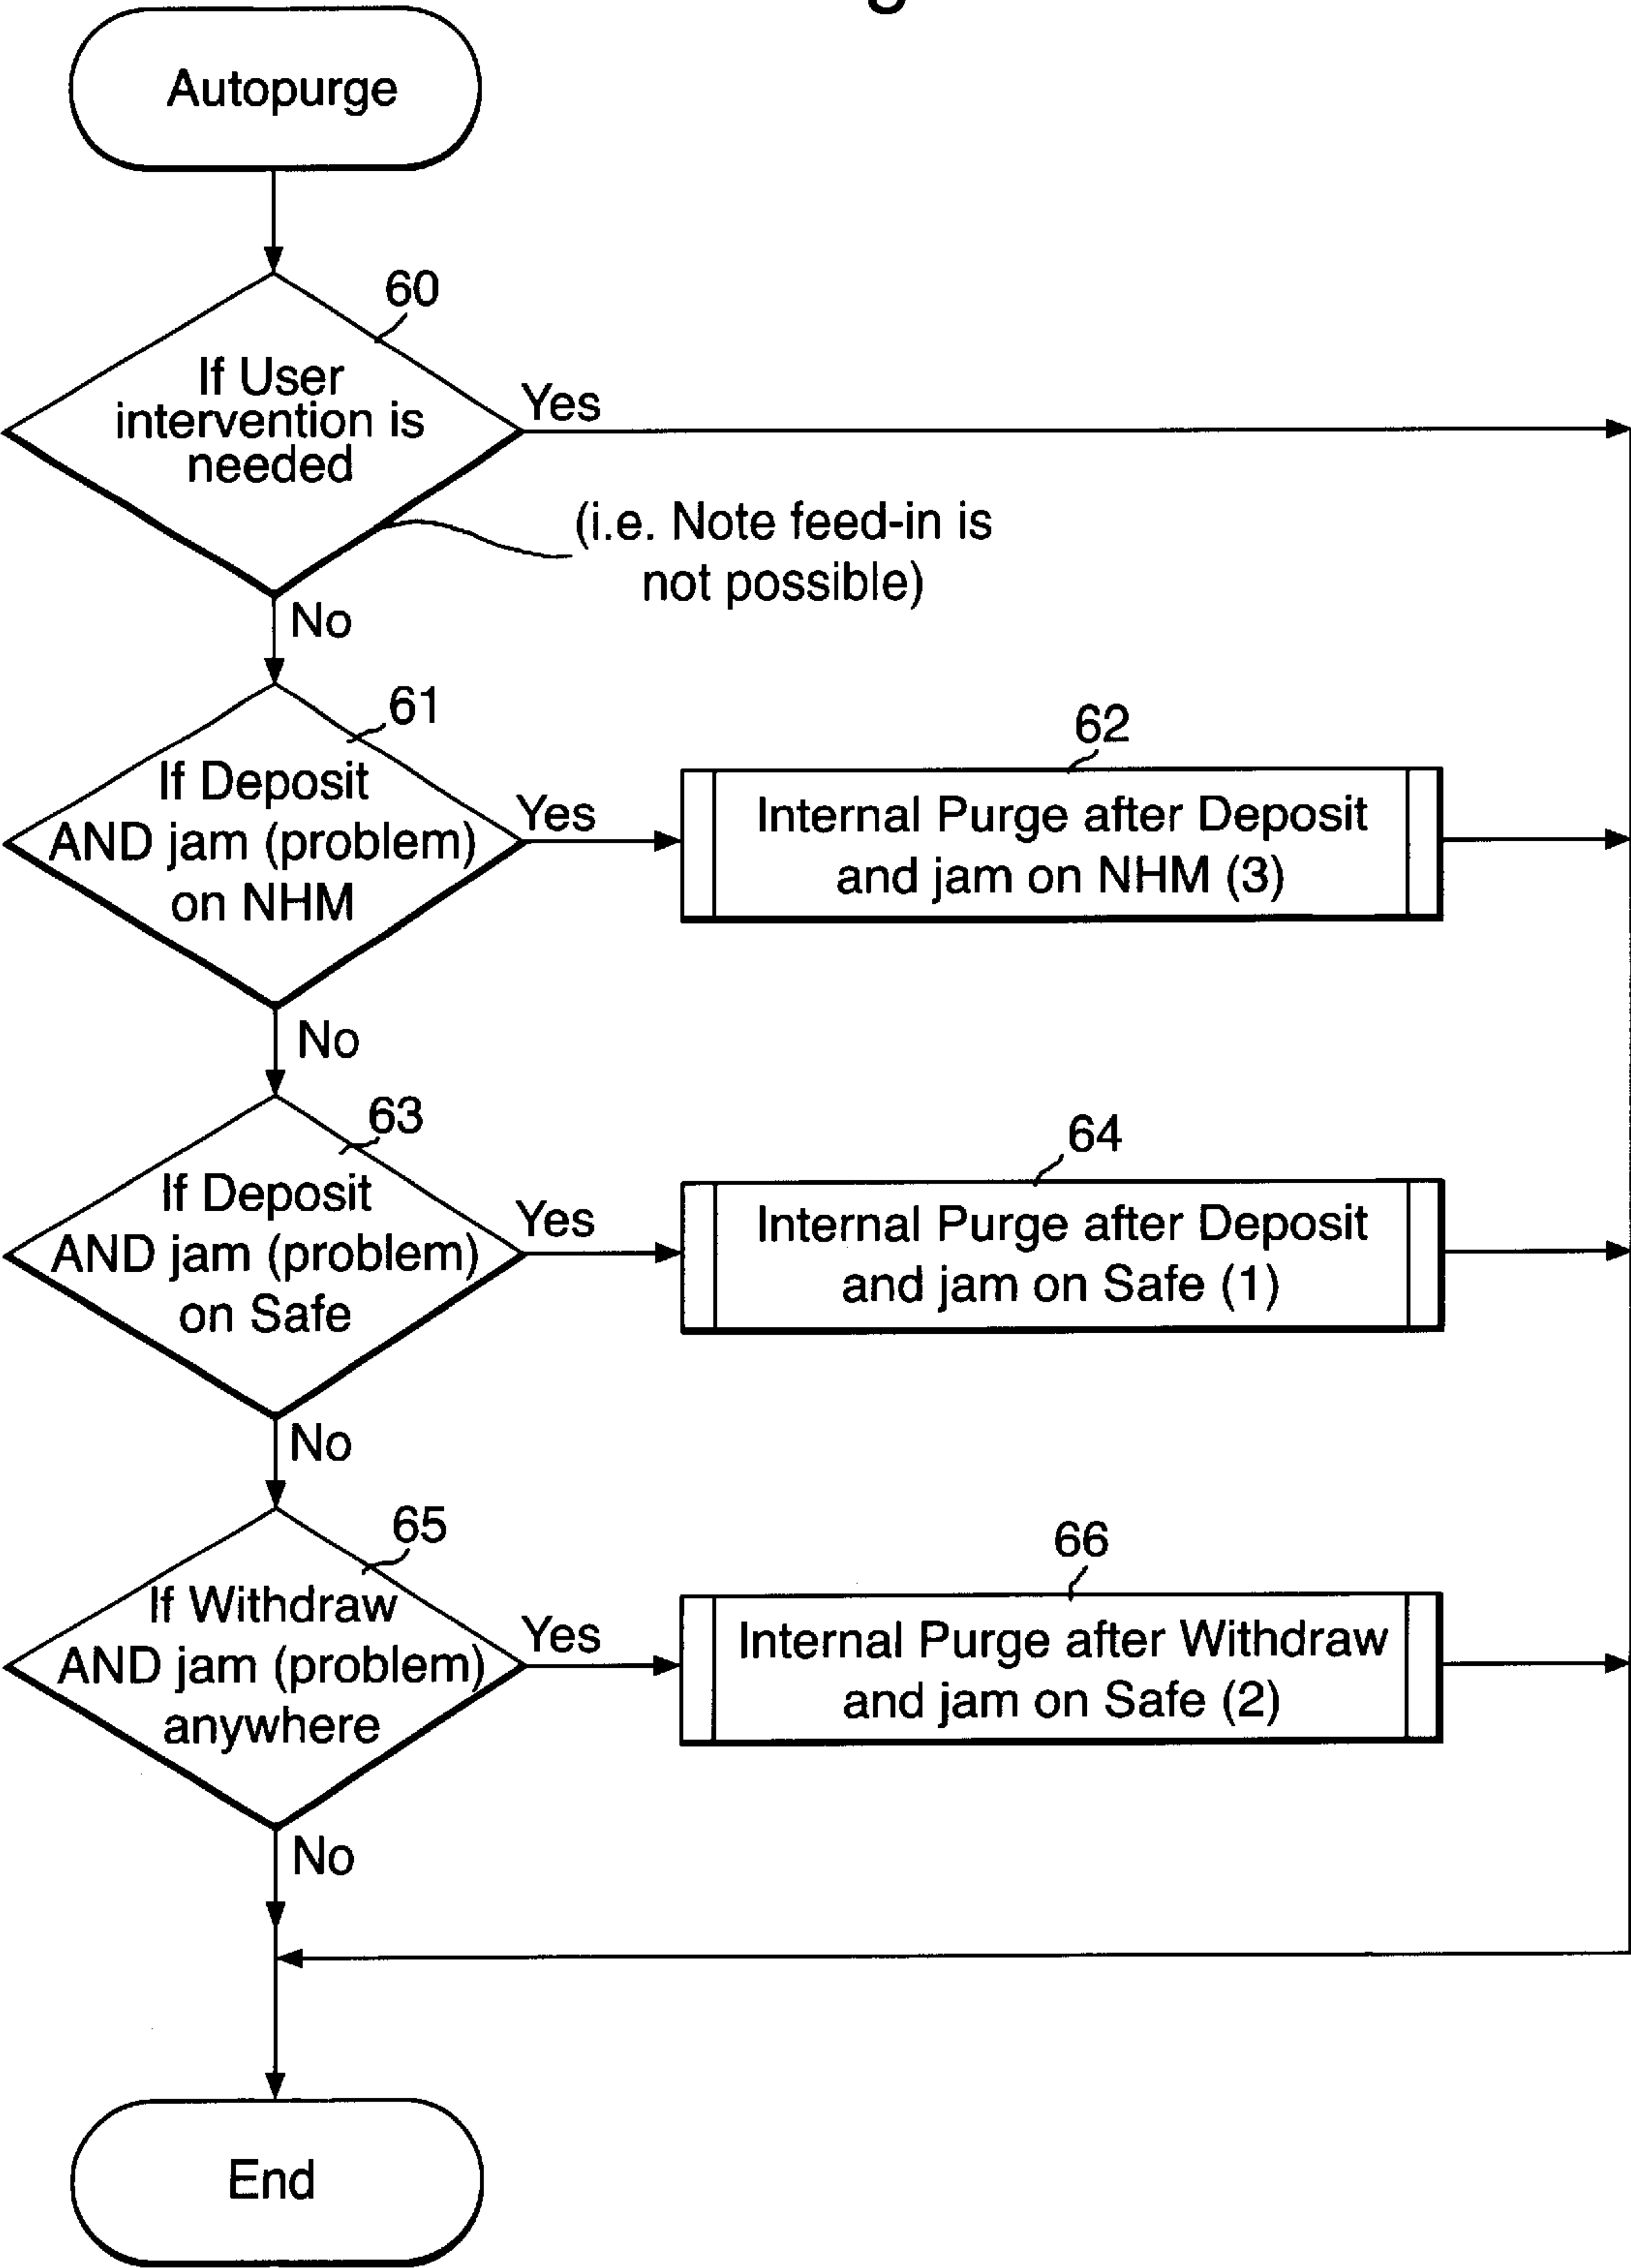 Autopurge
60
If User
intervention is
needed
Yes
(i.e. Note feed-in is
not possible)
No
61
If Deposit
AND jam (problem)
on NHM
Yes
62
Internal Purge after Deposit
and jam on NHM (3)
No
63
If Deposit
AND jam (problem)
on Safe
Yes
64
Internal Purge after Deposit
and jam on Safe (1)
No
65
If Withdraw
AND jam (problem)
anywhere
Yes
66
Internal Purge after Withdraw
and jam on Safe (2)
No
End